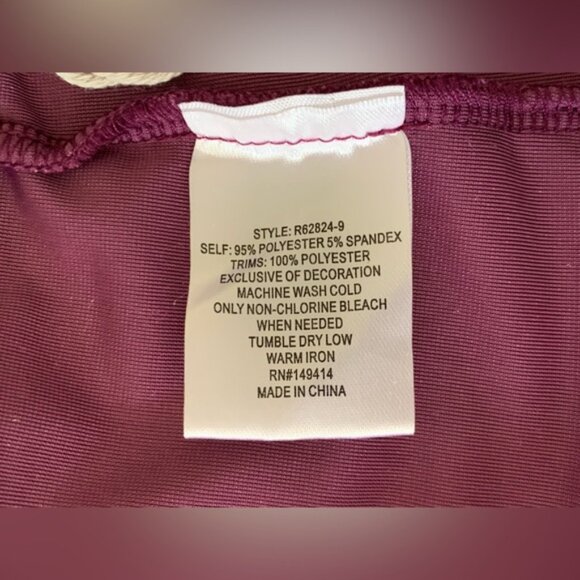 STYLE: R62824-9
SELF: 95% POLYESTER 5% SPANDEX
TRIMS: 100% POLYESTER
EXCLUSIVE OF DECORATION
MACHINE WASH COLD
ONLY NON-CHLORINE BLEACH
WHEN NEEDED
TUMBLE DRY LOW
WARM IRON
RN#149414
MADE IN CHINA